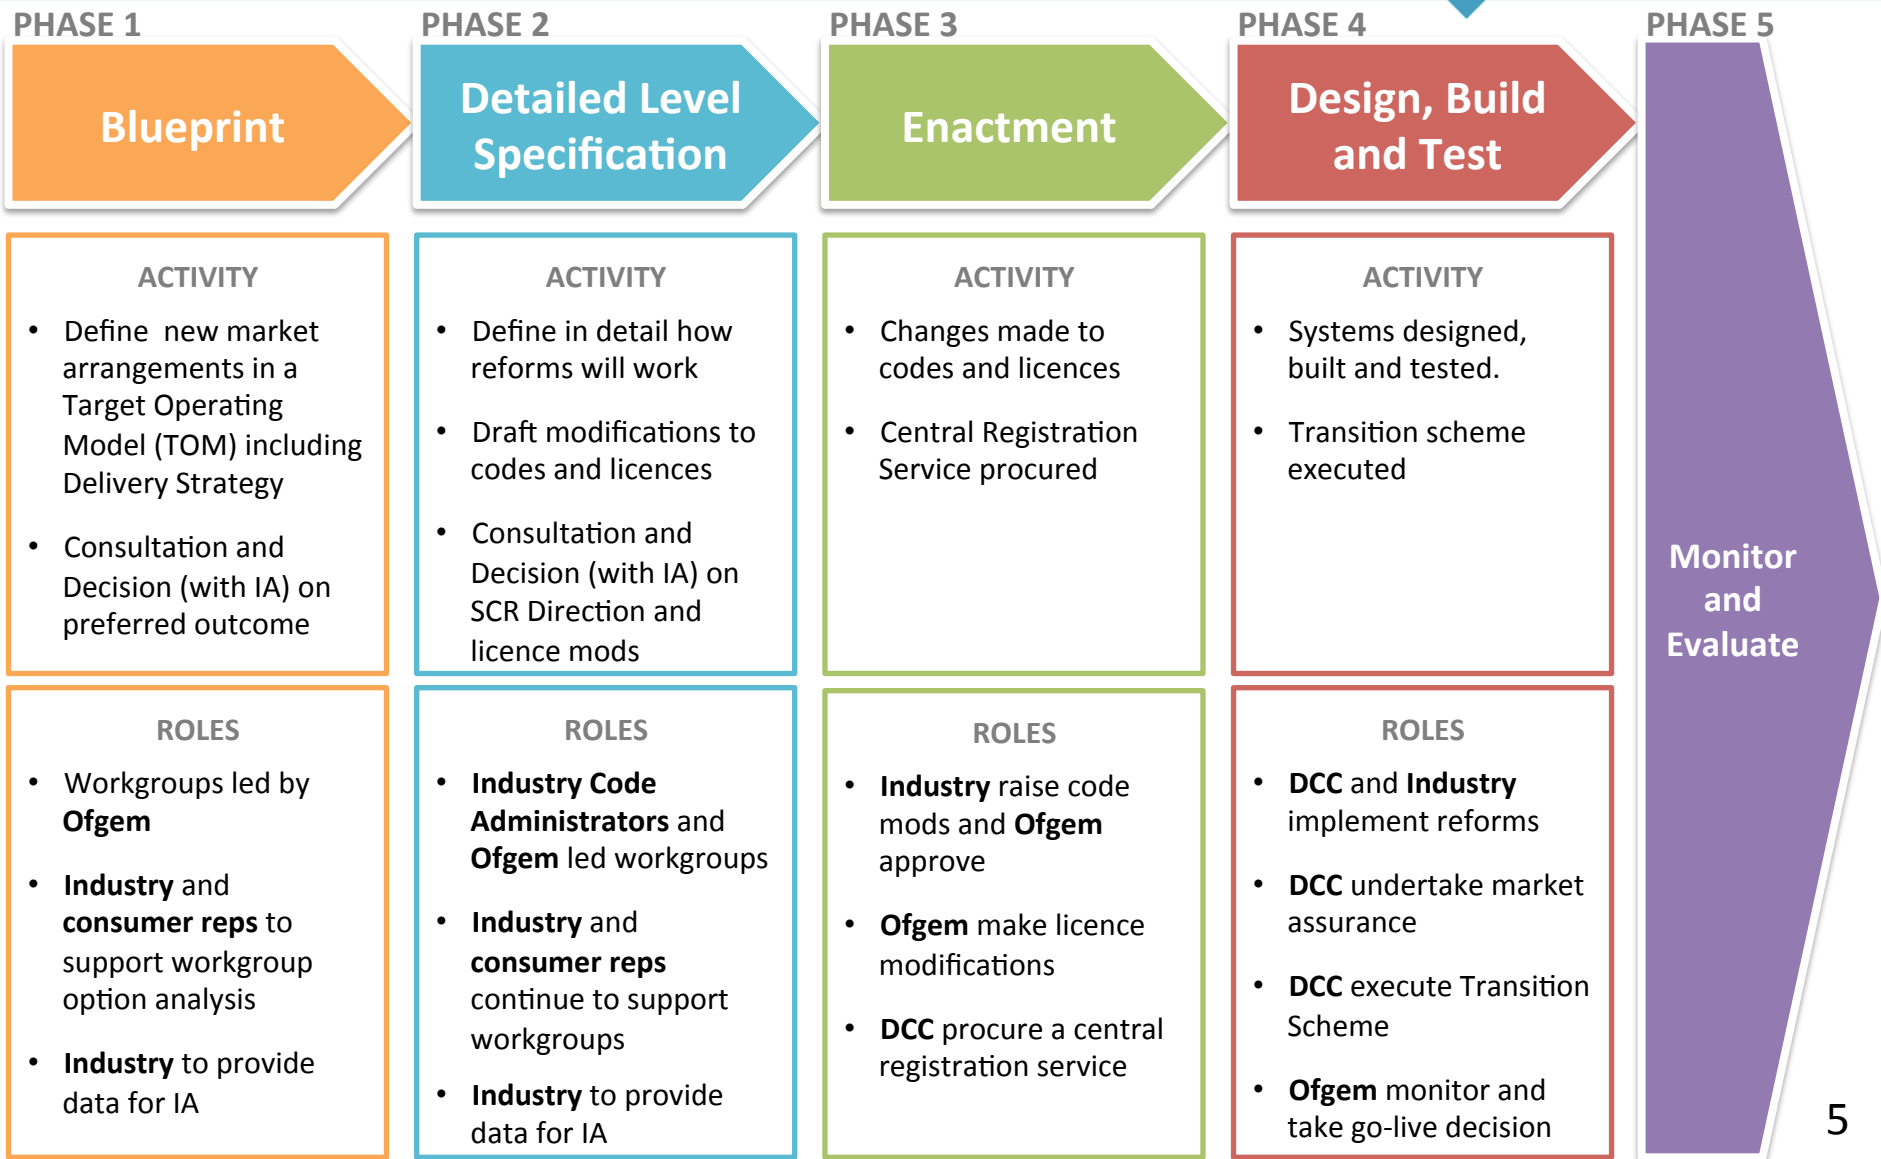 PHASE 1
Blueprint
ACTIVITY
• Define new market
arrangements in a
Target Operating
Model (TOM) including
Delivery Strategy
• Consultation and
Decision (with IA) on
preferred outcome
ROLES
• Workgroups led by
Ofgem
• Industry and
consumer reps to
support workgroup
option analysis
• Industry to provide
data for IA
PHASE 2
Detailed Level
Specification
ACTIVITY
• Define in detail how
reforms will work
• Draft modifications to
codes and licences
• Consultation and
Decision (with IA) on
SCR Direction and
licence mods
ROLES
• Industry Code
Administrators and
Ofgem led workgroups
• Industry and
consumer reps
continue to support
workgroups
• Industry to provide
data for IA
PHASE 3
Enactment
ACTIVITY
• Changes made to
codes and licences
• Central Registration
Service procured
ROLES
• Industry raise code
mods and Ofgem
approve
• Ofgem make licence
modifications
• DCC procure a central
registration service
PHASE 4
Design, Build
and Test
ACTIVITY
• Systems designed,
built and tested.
• Transition scheme
executed
ROLES
• DCC and Industry
implement reforms
• DCC undertake market
assurance
• DCC execute Transition
Scheme
• Ofgem monitor and
take go-live decision
PHASE 5
Monitor
and
Evaluate
5